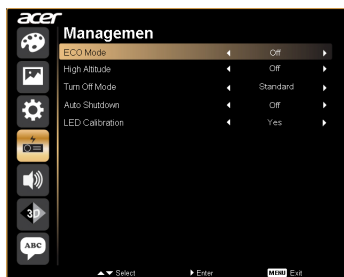 acer
Managemen
ECO Mode Off
High Altitude Off
Turn Off Mode Standard
Auto Shutdown Off
LED Calibration Yes
3D
ABC
Select Enter MENU Exit